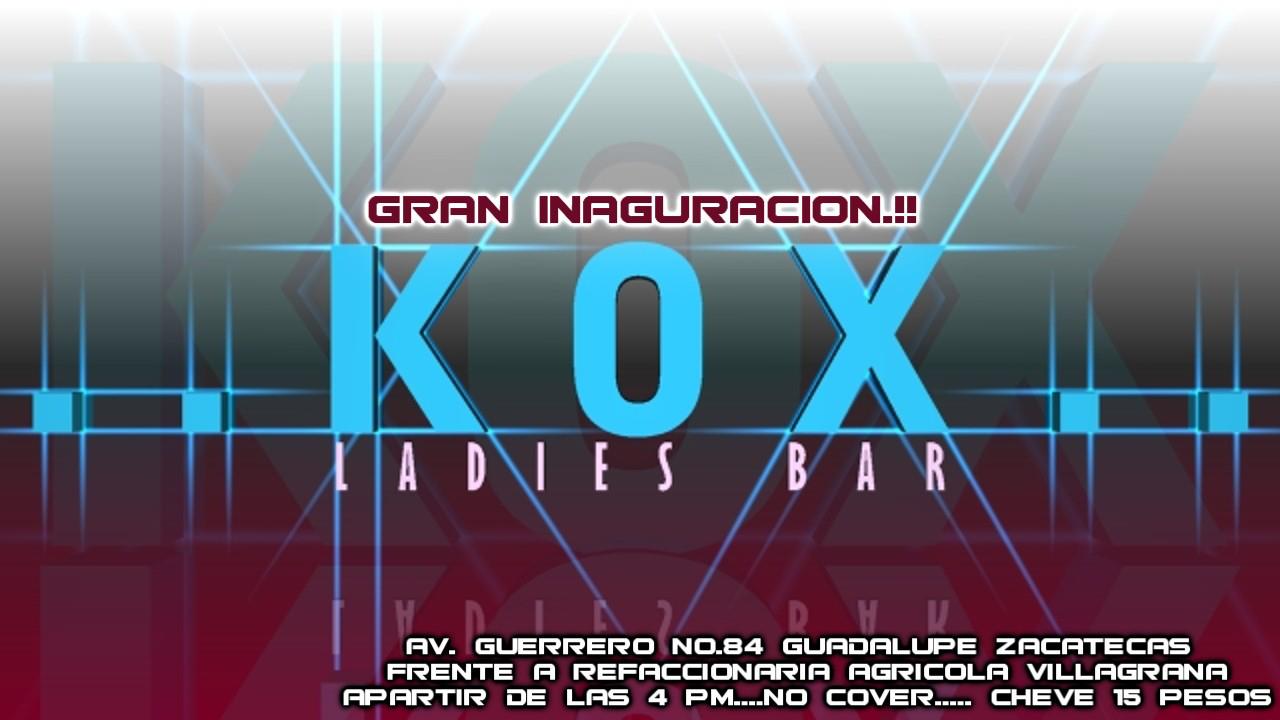 GRAN INAGURACION.!!
KOX
LADIES BAR
AV. GUERRERO NO.84 GUADALUPE ZACATECAS
FRENTE A REFACCIONARIA AGRICOLA VILLAGRANA
APARTIR DE LAS 4 PM....NO COVER..... CHEVE 15 PESOS